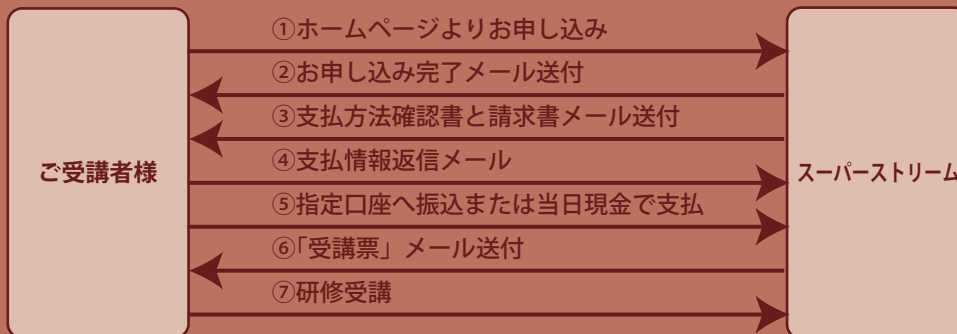 ①ホームページよりお申し込み
②お申し込み完了メール送付
③支払方法確認書と請求書メール送付
④支払情報返信メール
ご受講者様
スーパーストリーム
⑤指定口座へ振込または当日現金で支払
⑥「受講票」メール送付
⑦研修受講